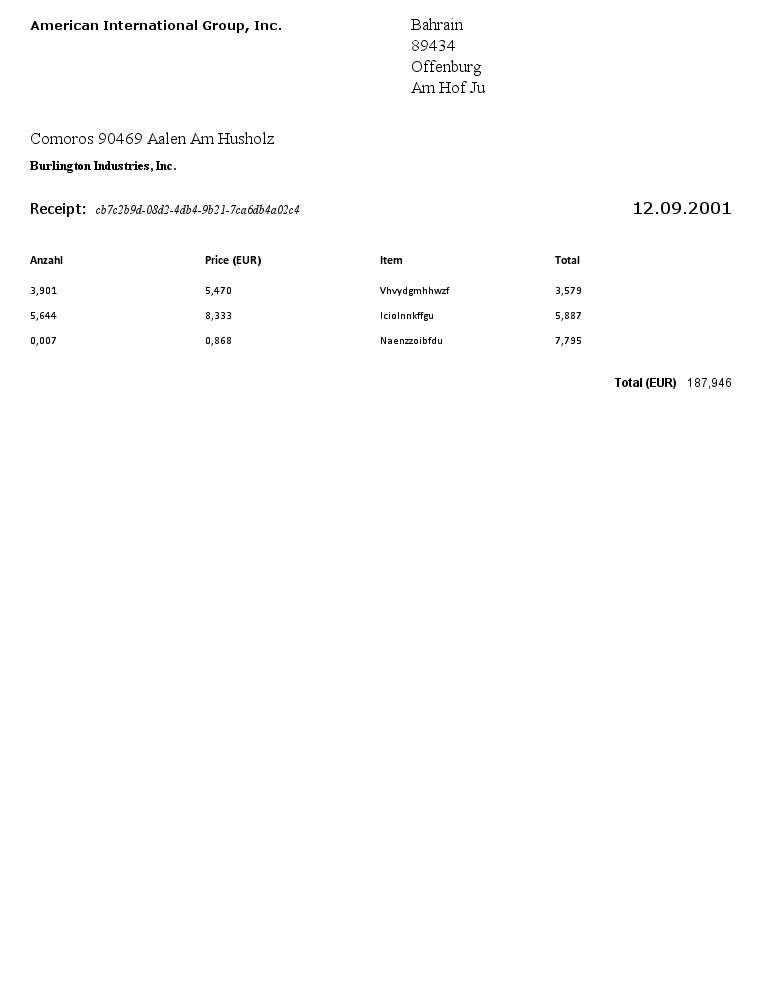 American International Group, Inc.
Bahrain
89434
Offenburg
Am Hof Ju
Comoros 90469 Aalen Am Husholz
Burlington Industries, Inc.
Receipt: cb7c2b9d-08d2-4db4-9b21-7ca6db4a02c4 12.09.2001
Anzahl Price (EUR) Item Total
3,901 5,470 Vhvydgmhhwzf 3,579
5,644 8,333 Iciolnnkffgu 5,887
0,007 0,868 Naenzzoibfdu 7,795
Total (EUR) 187,946